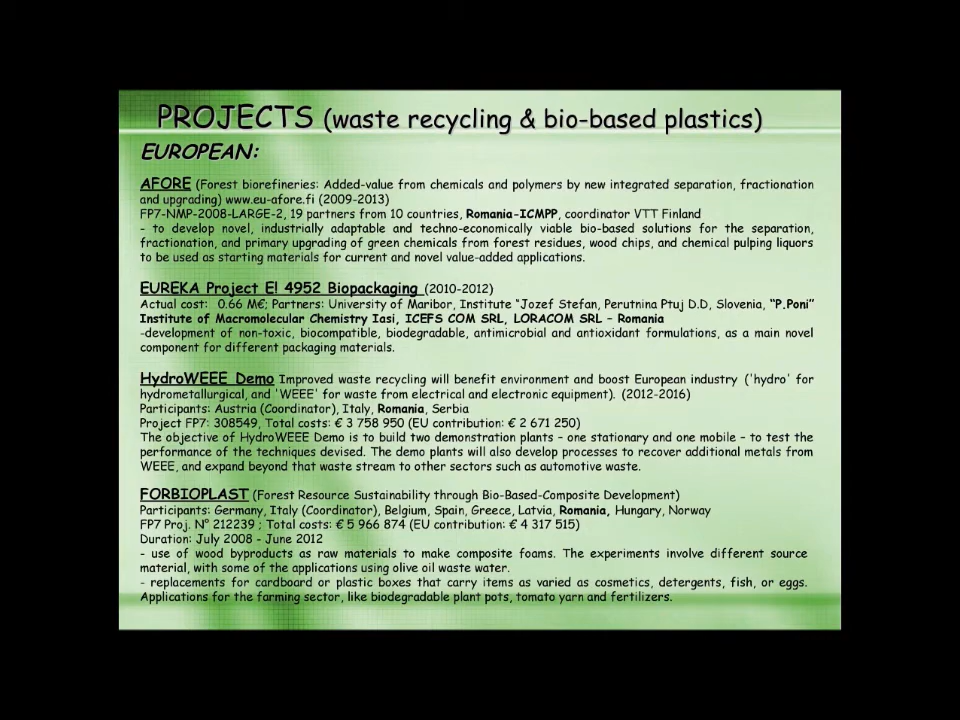 PROJECTS (waste recycling & bio-based plastics)
EUROPEAN:
AFORE (Forest biorefineries: Added-value from chemicals and polymers by new integrated separation, fractionation
and upgrading) www.eu-afore.fi (2009-2013)
FP7-NMP-2008-LARGE-2, 19 partners from 10 countries, Romania-ICMPP, coordinator VTT Finland
- to develop novel, industrially adaptable and techno-economically viable bio-based solutions for the separation,
fractionation, and primary upgrading of green chemicals from forest residues, wood chips, and chemical pulping liquors
to be used as starting materials for current and novel value-added applications.
EUREKA Project E! 4952 Biopackaging (2010-2012)
Actual cost: 0.66 M€; Partners: University of Maribor, Institute "Jozef Stefan, Perutnina Ptuj D.D, Slovenia, "P.Poni"
Institute of Macromolecular Chemistry Iasi, ICEFS COM SRL, LORACOM SRL – Romania
-development of non-toxic, biocompatible, biodegradable, antimicrobial and antioxidant formulations, as a main novel
component for different packaging materials.
HydroWEEE Demo Improved waste recycling will benefit environment and boost European industry ('hydro' for
hydrometallurgical, and 'WEEE' for waste from electrical and electronic equipment). (2012-2016)
Participants: Austria (Coordinator), Italy, Romania, Serbia
Project FP7: 308549, Total costs: € 3 758 950 (EU contribution: € 2 671 250)
The objective of HydroWEEE Demo is to build two demonstration plants – one stationary and one mobile – to test the
performance of the techniques devised. The demo plants will also develop processes to recover additional metals from
WEEE, and expand beyond that waste stream to other sectors such as automotive waste.
FORBIOPLAST (Forest Resource Sustainability through Bio-Based-Composite Development)
Participants: Germany, Italy (Coordinator), Belgium, Spain, Greece, Latvia, Romania, Hungary, Norway
FP7 Proj. N° 212239 ; Total costs: € 5 966 874 (EU contribution: € 4 317 515)
Duration: July 2008 - June 2012
- use of wood byproducts as raw materials to make composite foams. The experiments involve different source
material, with some of the applications using olive oil waste water.
- replacements for cardboard or plastic boxes that carry items as varied as cosmetics, detergents, fish, or eggs.
Applications for the farming sector, like biodegradable plant pots, tomato yarn and fertilizers.